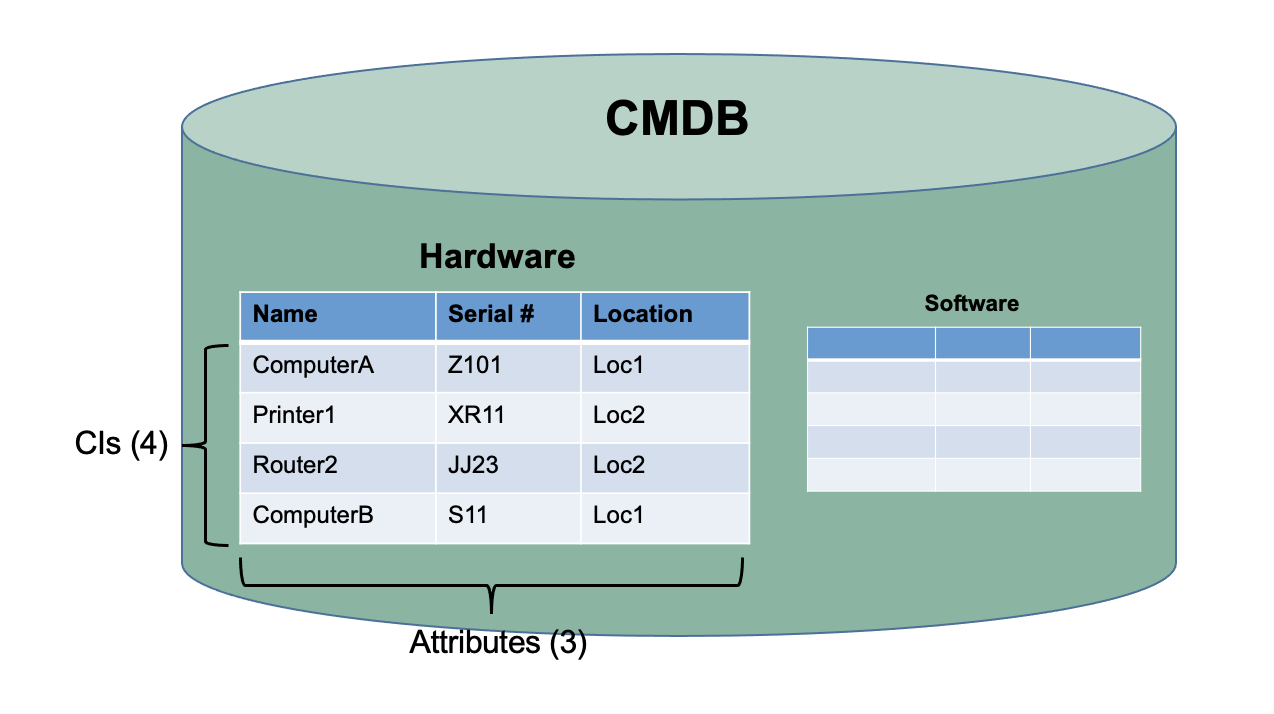 CMDB
Hardware
Name Serial # Location
ComputerA Z101 Loc1
Printer1 XR11 Loc2
Router2 JJ23 Loc2
ComputerB S11 Loc1
CIs (4)
Attributes (3)
Software